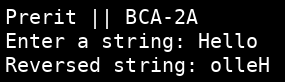 Prerit || BCA-2A
Enter a string: Hello
Reversed string: olleH